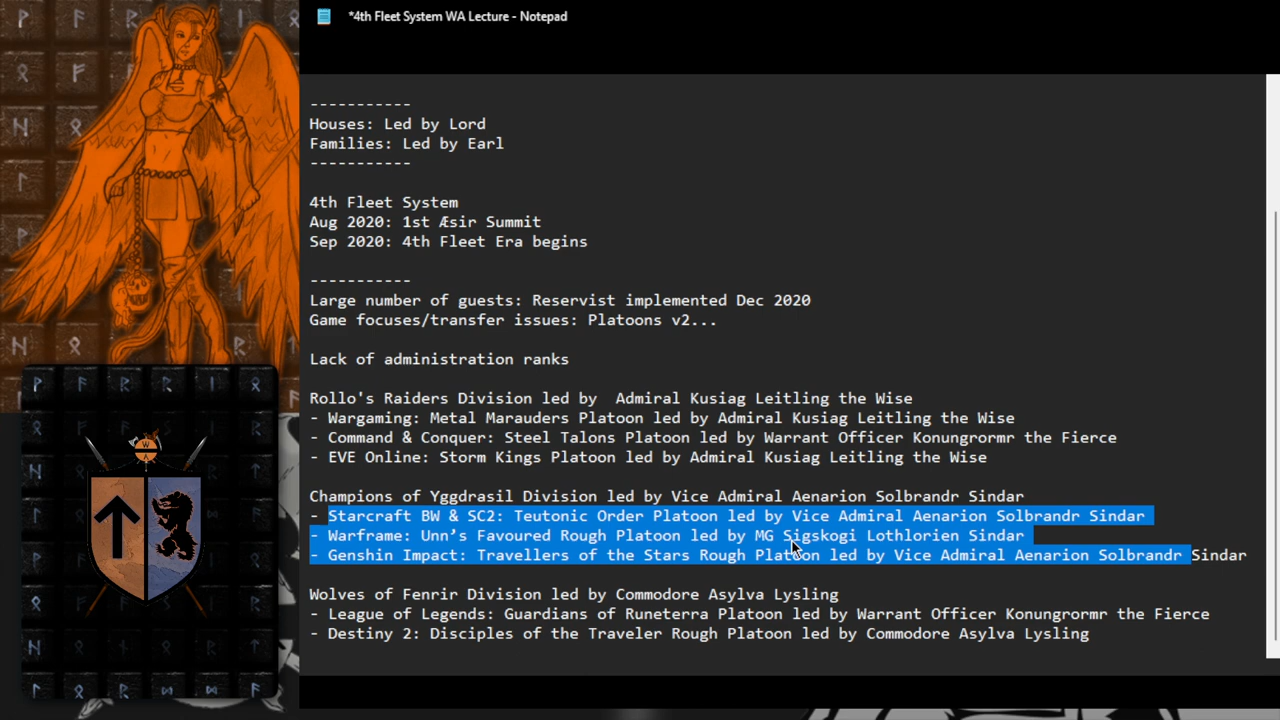 *4th Fleet System WA Lecture - Notepad
-----------
Houses: Led by Lord
Families: Led by Earl
-----------
4th Fleet System
Aug 2020: 1st Æsir Summit
Sep 2020: 4th Fleet Era begins
-----------
Large number of guests: Reservist implemented Dec 2020
Game focuses/transfer issues: Platoons v2...
Lack of administration ranks
Rollo's Raiders Division led by  Admiral Kusiag Leitling the Wise
- Wargaming: Metal Marauders Platoon led by Admiral Kusiag Leitling the Wise
- Command & Conquer: Steel Talons Platoon led by Warrant Officer Konungrormr the Fierce
- EVE Online: Storm Kings Platoon led by Admiral Kusiag Leitling the Wise
Champions of Yggdrasil Division led by Vice Admiral Aenarion Solbrandr Sindar
- Starcraft BW & SC2: Teutonic Order Platoon led by Vice Admiral Aenarion Solbrandr Sindar
- Warframe: Unn’s Favoured Rough Platoon led by MG Sigskogi Lothlorien Sindar
- Genshin Impact: Travellers of the Stars Rough Platoon led by Vice Admiral Aenarion Solbrandr Sindar
Wolves of Fenrir Division led by Commodore Asylva Lysling
- League of Legends: Guardians of Runeterra Platoon led by Warrant Officer Konungrormr the Fierce
- Destiny 2: Disciples of the Traveler Rough Platoon led by Commodore Asylva Lysling